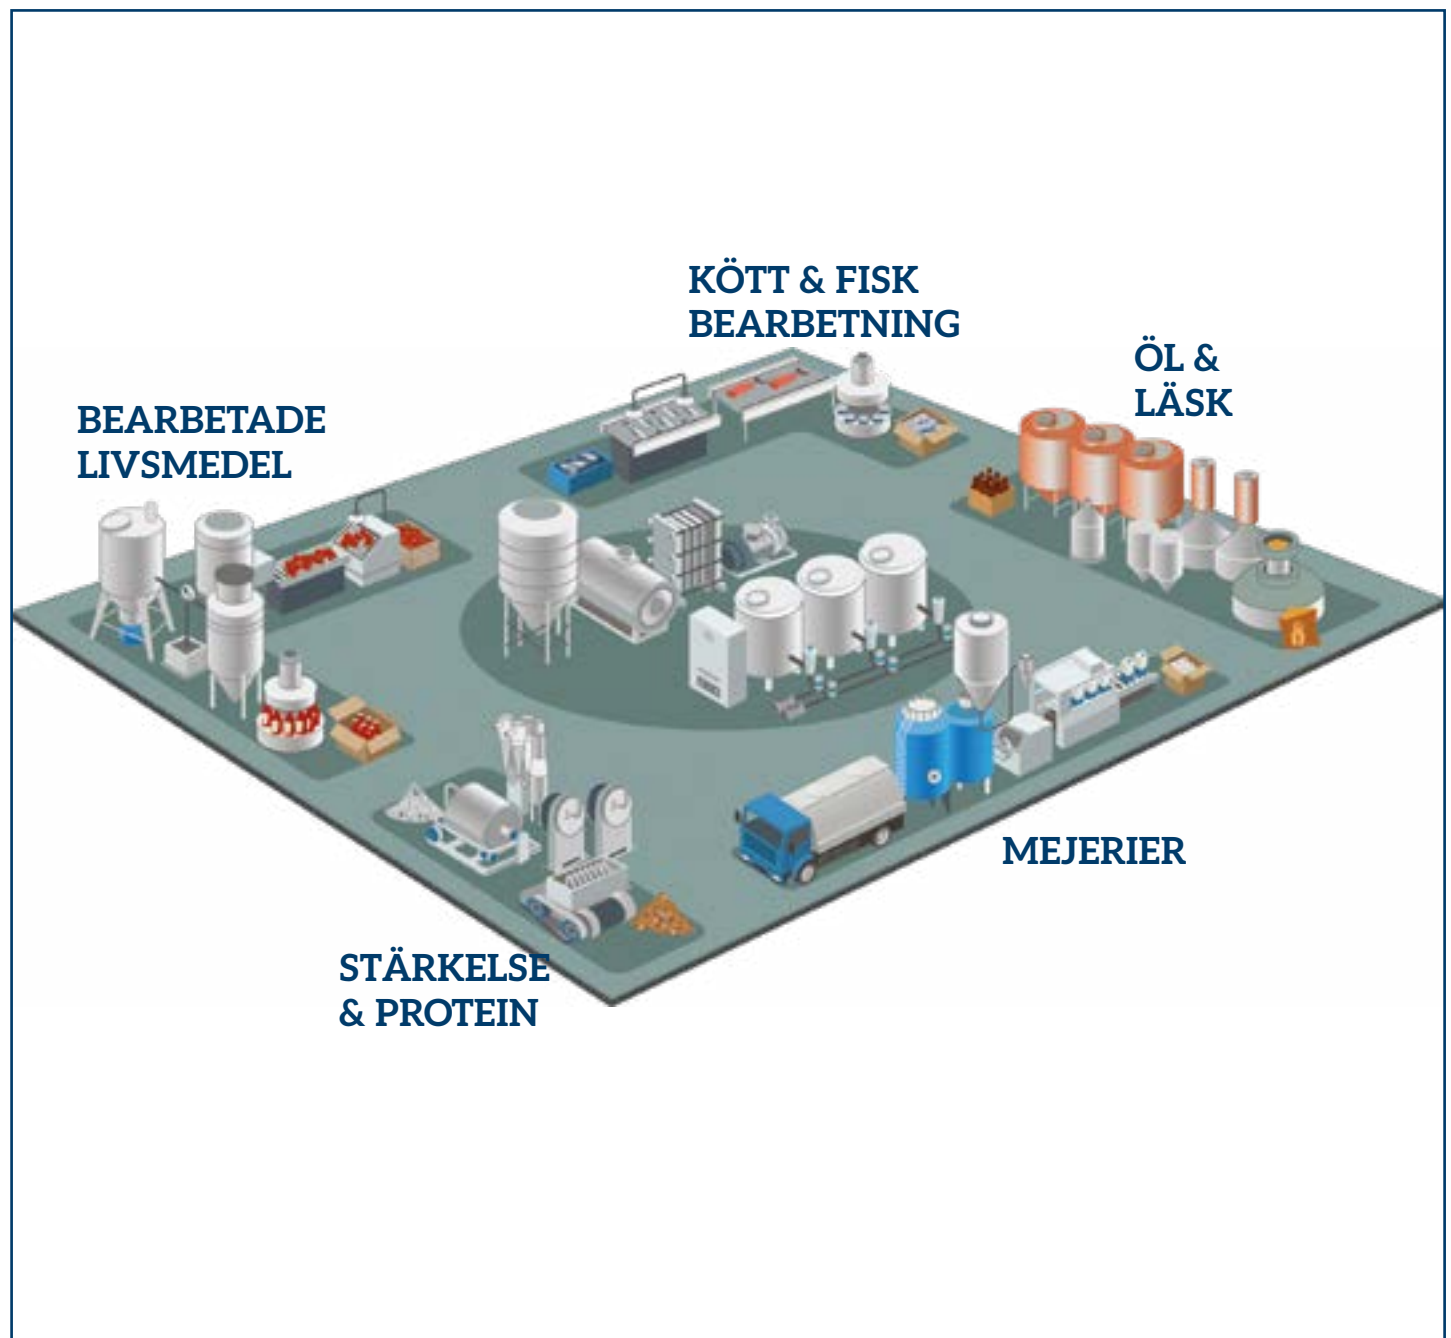 KÖTT & FISK
BEARBETNING
ÖL &
LÄSK
BEARBETADE
LIVSMEDEL
MEJERIER
STÄRKELSE
& PROTEIN